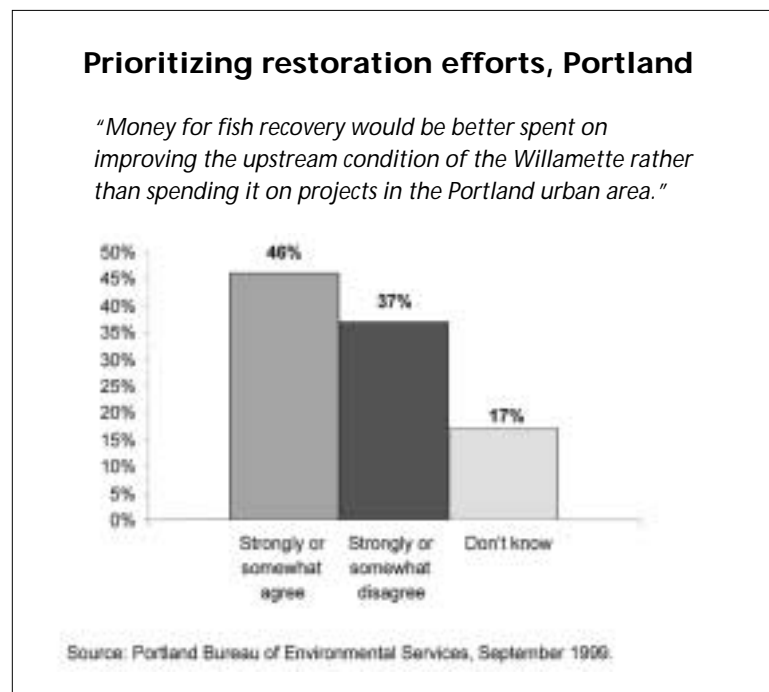 Prioritizing restoration efforts, Portland
“Money for fish recovery would be better spent on
improving the upstream condition of the Willamette rather
than spending it on projects in the Portland urban area.”
50%
45%
40%
35%
30%
25%
20%
15%
10%
5%
0%
46%
37%
17%
Strongly or
somewhat
agree
Strongly or
somewhat
disagree
Don't know
Source: Portland Bureau of Environmental Services, September 1999.